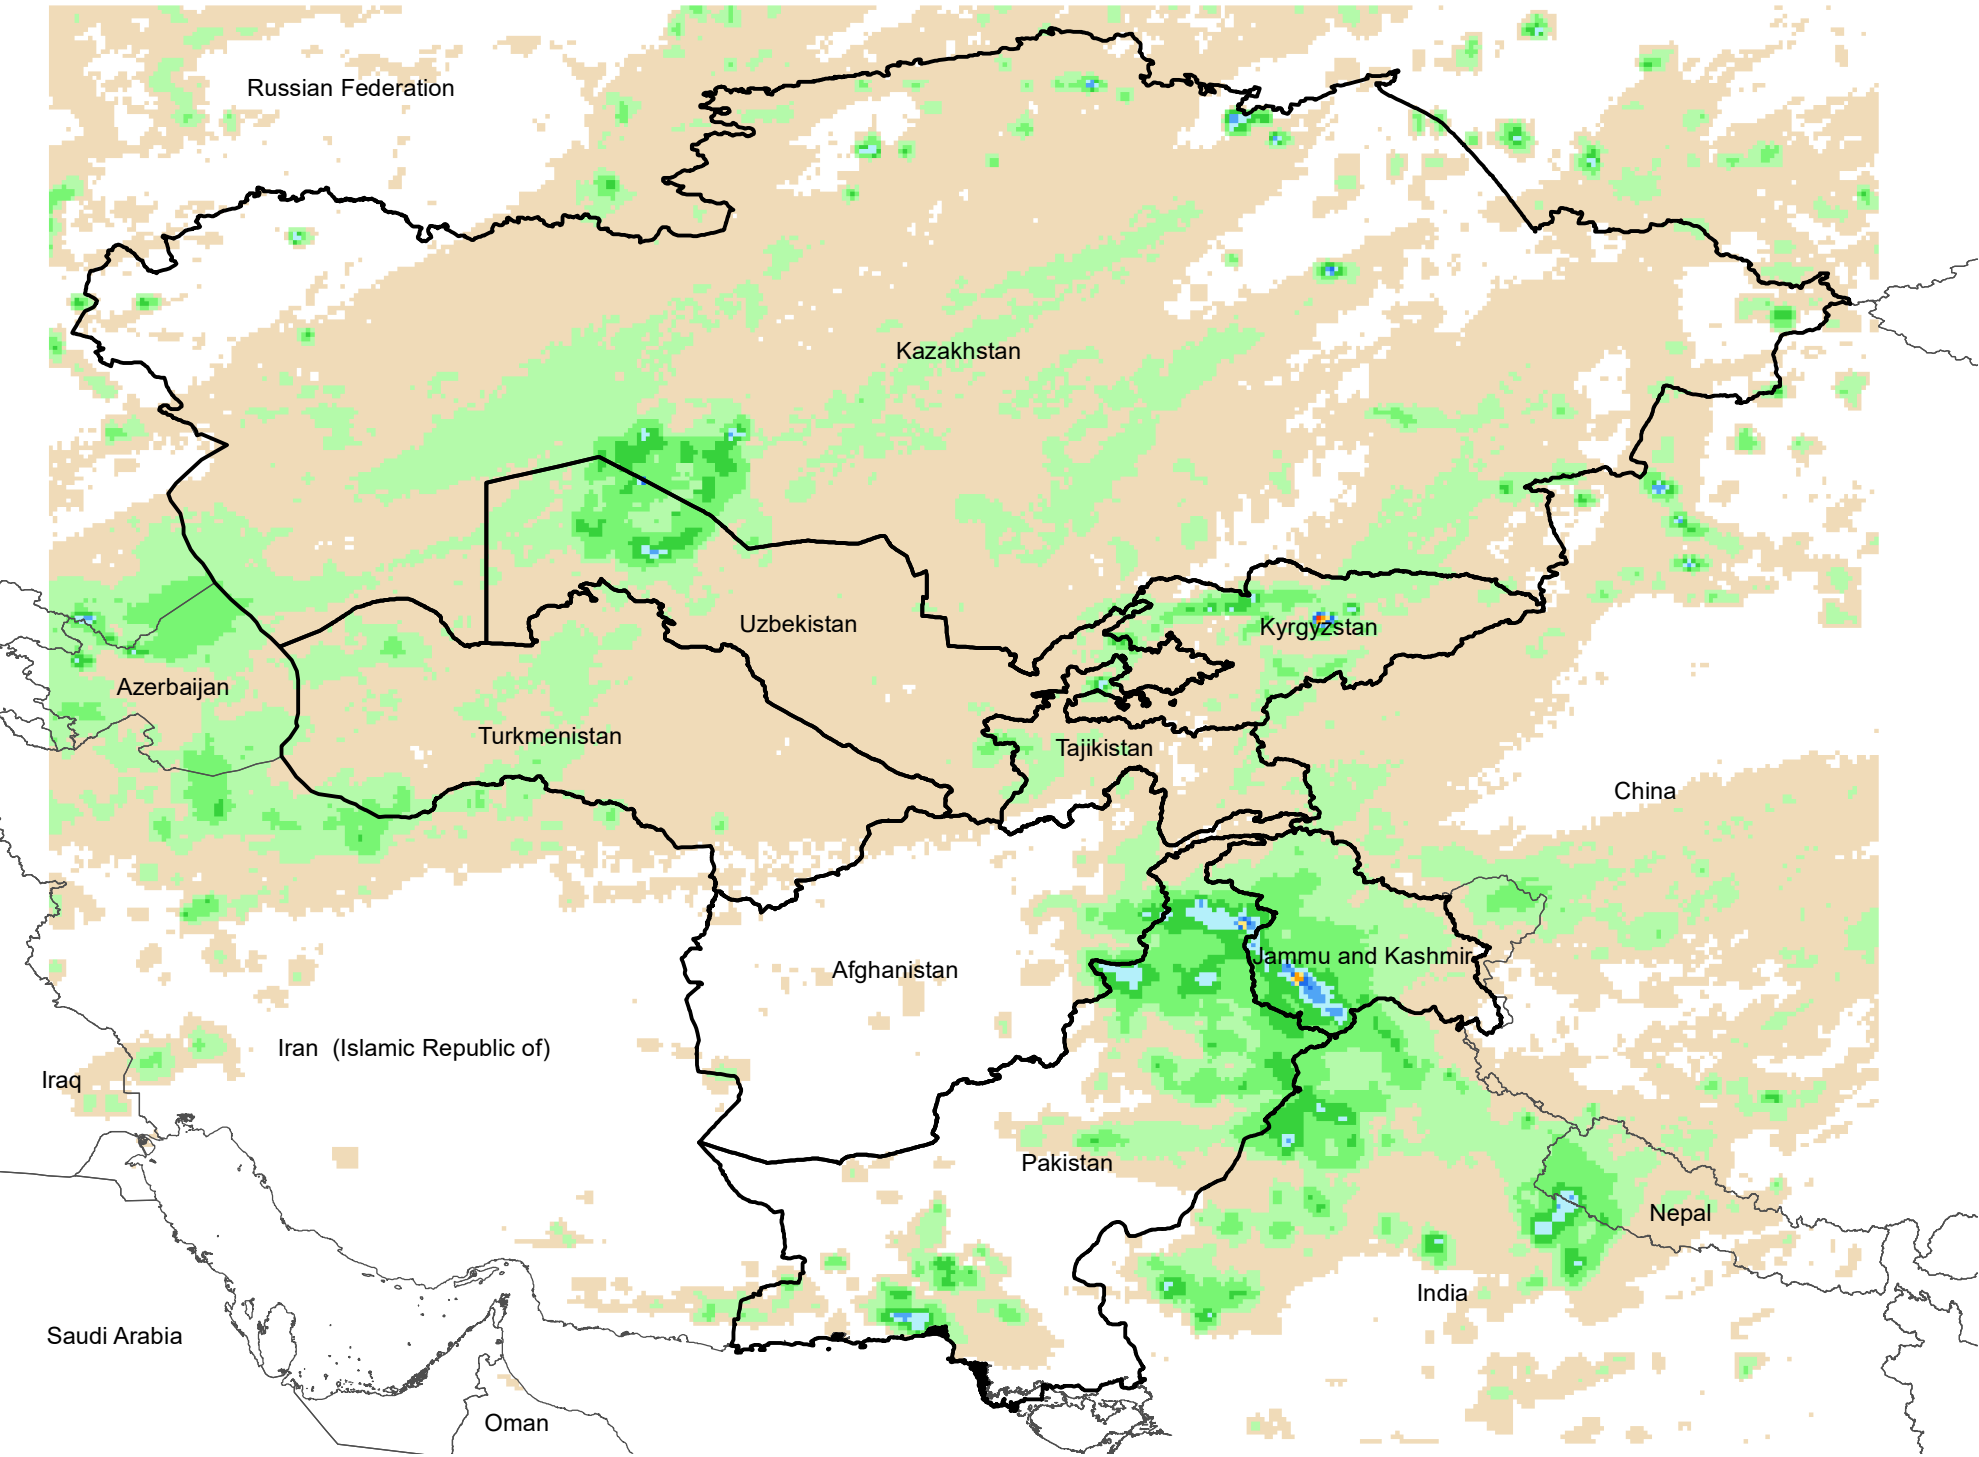 Russian Federation
Kazakhstan
Uzbekistan
Kyrgyzstan
Azerbaijan
Turkmenistan
Tajikistan
China
Jammu and Kashmir
Afghanistan
Iran  (Islamic Republic of)
Iraq
Pakistan
Nepal
India
Saudi Arabia
Oman